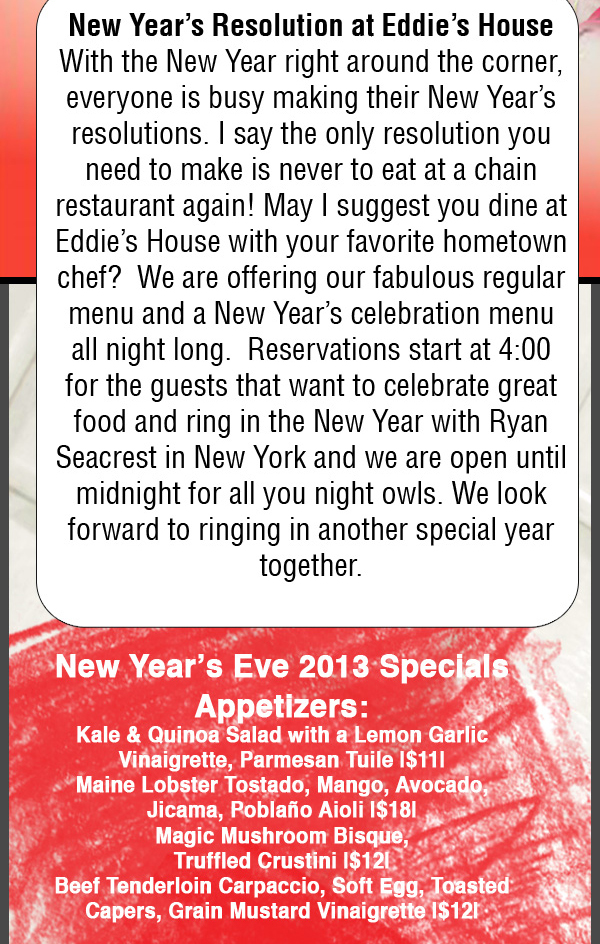 New Year’s Resolution at Eddie’s House
With the New Year right around the corner,
everyone is busy making their New Year’s
resolutions. I say the only resolution you
need to make is never to eat at a chain
restaurant again! May I suggest you dine at
Eddie’s House with your favorite hometown
chef?  We are offering our fabulous regular
menu and a New Year’s celebration menu
all night long.  Reservations start at 4:00
for the guests that want to celebrate great
food and ring in the New Year with Ryan
Seacrest in New York and we are open until
midnight for all you night owls. We look
forward to ringing in another special year
together.
New Year’s Eve 2013 Specials
Appetizers:
Kale & Quinoa Salad with a Lemon Garlic
Vinaigrette, Parmesan Tuile |$11|
Maine Lobster Tostado, Mango, Avocado,
Jicama, Poblaño Aioli |$18|
Magic Mushroom Bisque,
Truffled Crustini |$12|
Beef Tenderloin Carpaccio, Soft Egg, Toasted
Capers, Grain Mustard Vinaigrette |$12|